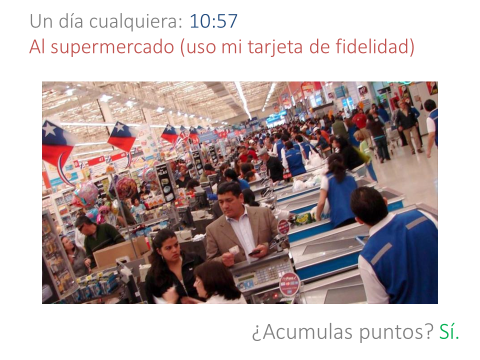 Un día cualquiera: 10:57
Al supermercado (uso mi tarjeta de fidelidad)
¿Acumulas puntos? Sí.